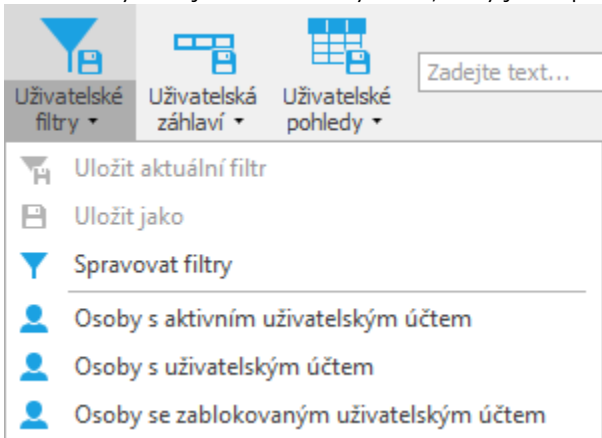 Uživatelské
filtry
Uživatelská
záhlaví
Uživatelské
pohledy
Zadejte text...
Uložit aktuální filtr
Uložit jako
Spravovat filtry
Osoby s aktivním uživatelským účtem
Osoby s uživatelským účtem
Osoby se zablokovaným uživatelským účtem